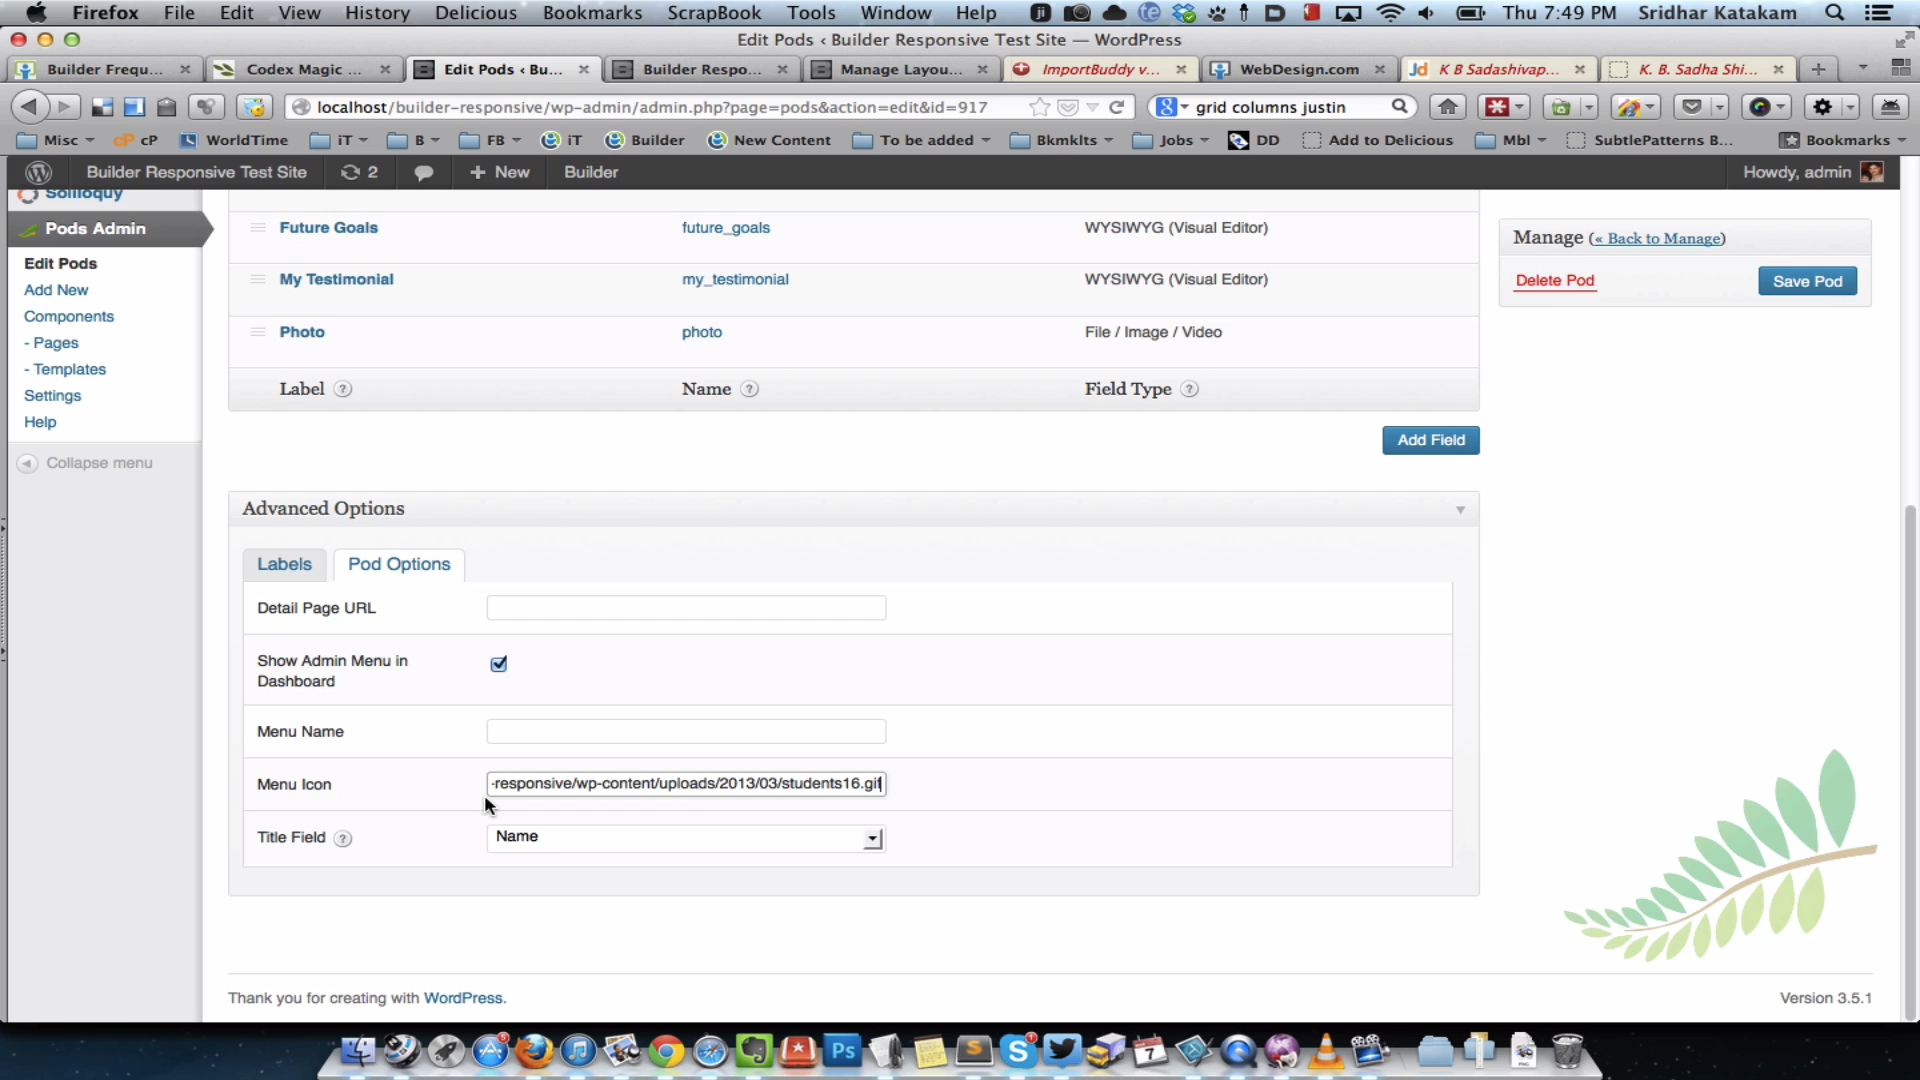 Firefox File Edit View History Delicious Bookmarks ScrapBook Tools Window Help Thu 7:49 PM Sridhar Katakam
Edit Pods ‹ Builder Responsive Test Site — WordPress
Builder Frequ... Codex Magic ... Edit Pods ‹ Bu... Builder Respo... Manage Layou... ImportBuddy v... WebDesign.com K B Sadashivap... K. B. Sadha Shi...
localhost/builder-responsive/wp-admin/admin.php?page=pods&action=edit&id=917 grid columns justin
Misc cP WorldTime iT B FB iT Builder New Content To be added Bkmklts Jobs DD Add to Delicious Mbl SubtlePatterns B... Bookmarks
Builder Responsive Test Site 2 + New Builder Howdy, admin
Soliloquy
Pods Admin
Edit Pods
Add New
Components
- Pages
- Templates
Settings
Help
Collapse menu
Future Goals future_goals WYSIWYG (Visual Editor)
My Testimonial my_testimonial WYSIWYG (Visual Editor)
Photo photo File / Image / Video
Label ? Name ? Field Type ?
Add Field
Manage (« Back to Manage)
Delete Pod Save Pod
Advanced Options
Labels Pod Options
Detail Page URL
Show Admin Menu in
Dashboard
Menu Name
Menu Icon -responsive/wp-content/uploads/2013/03/students16.gif
Title Field ? Name
Thank you for creating with WordPress. Version 3.5.1